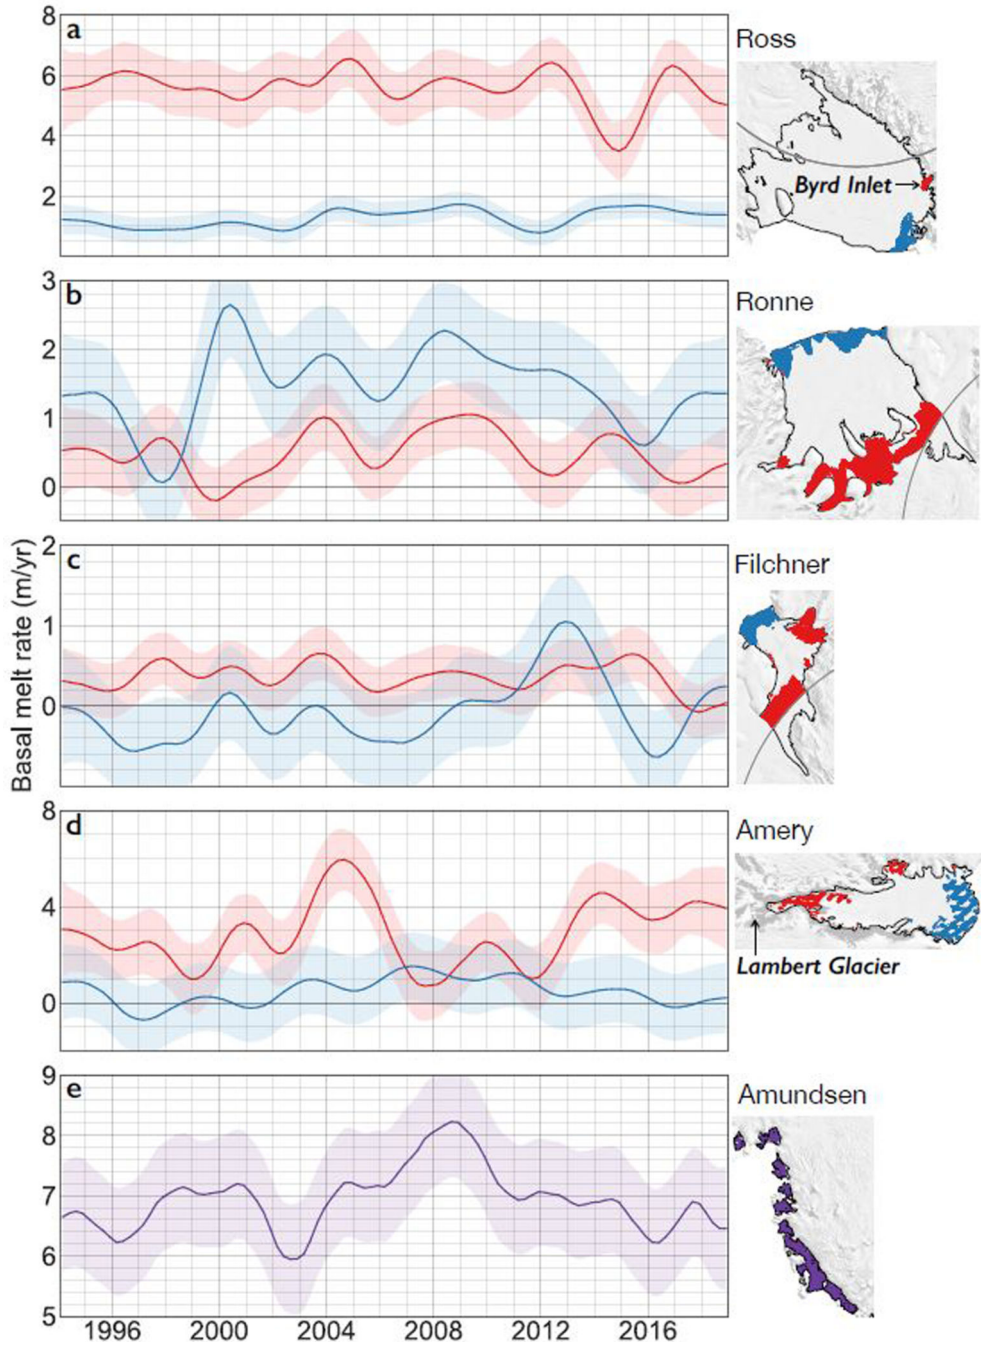 a
8
6
4
2
Ross
Byrd Inlet
b
3
2
1
0
Ronne
Basal melt rate (m/yr)
c
2
1
0
Filchner
d
8
4
0
Amery
Lambert Glacier
e
9
8
7
6
5
Amundsen
1996 2000 2004 2008 2012 2016